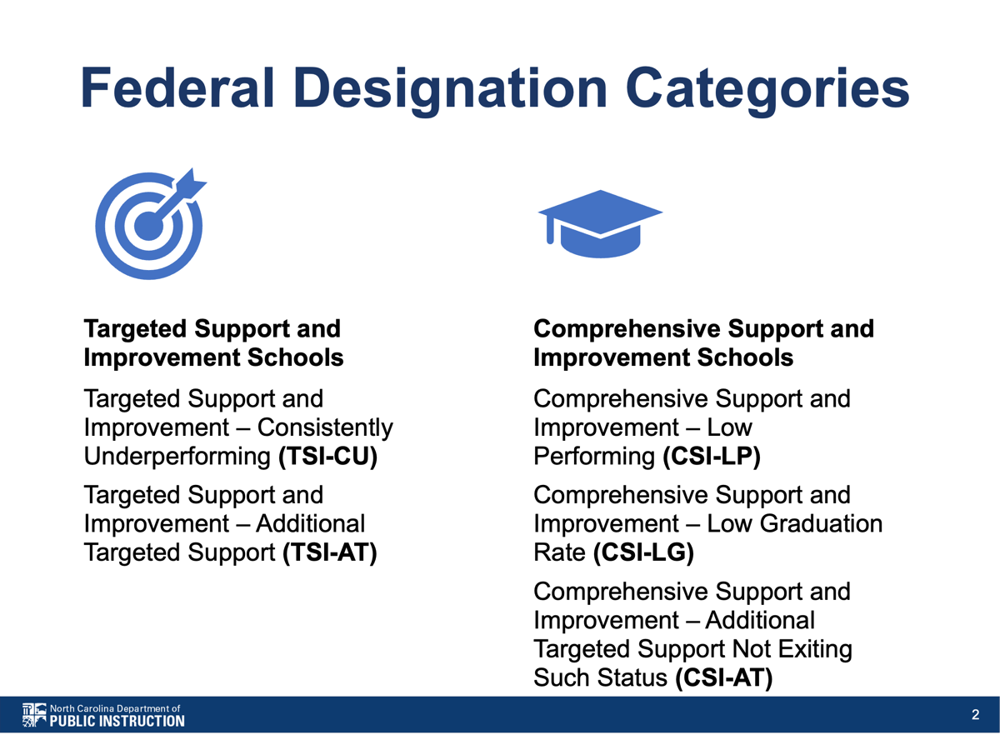 Federal Designation Categories
Targeted Support and
Improvement Schools
Targeted Support and
Improvement – Consistently
Underperforming (TSI-CU)
Targeted Support and
Improvement – Additional
Targeted Support (TSI-AT)
Comprehensive Support and
Improvement Schools
Comprehensive Support and
Improvement – Low
Performing (CSI-LP)
Comprehensive Support and
Improvement – Low Graduation
Rate (CSI-LG)
Comprehensive Support and
Improvement – Additional
Targeted Support Not Exiting
Such Status (CSI-AT)
North Carolina Department of
PUBLIC INSTRUCTION
2